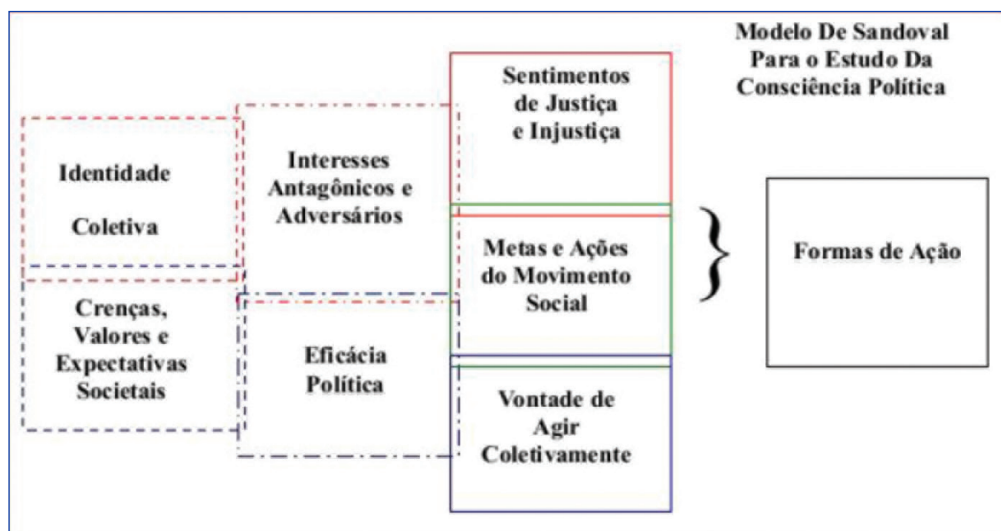 Modelo De Sandoval
Para o Estudo Da
Consciência Política
Identidade
Coletiva
Crenças,
Valores e
Expectativas
Societais
Interesses
Antagônicos e
Adversários
Eficácia
Política
Sentimentos
de Justiça
e Injustiça
Metas e Ações
do Movimento
Social
Vontade de
Agir
Coletivamente
}
Formas de Ação